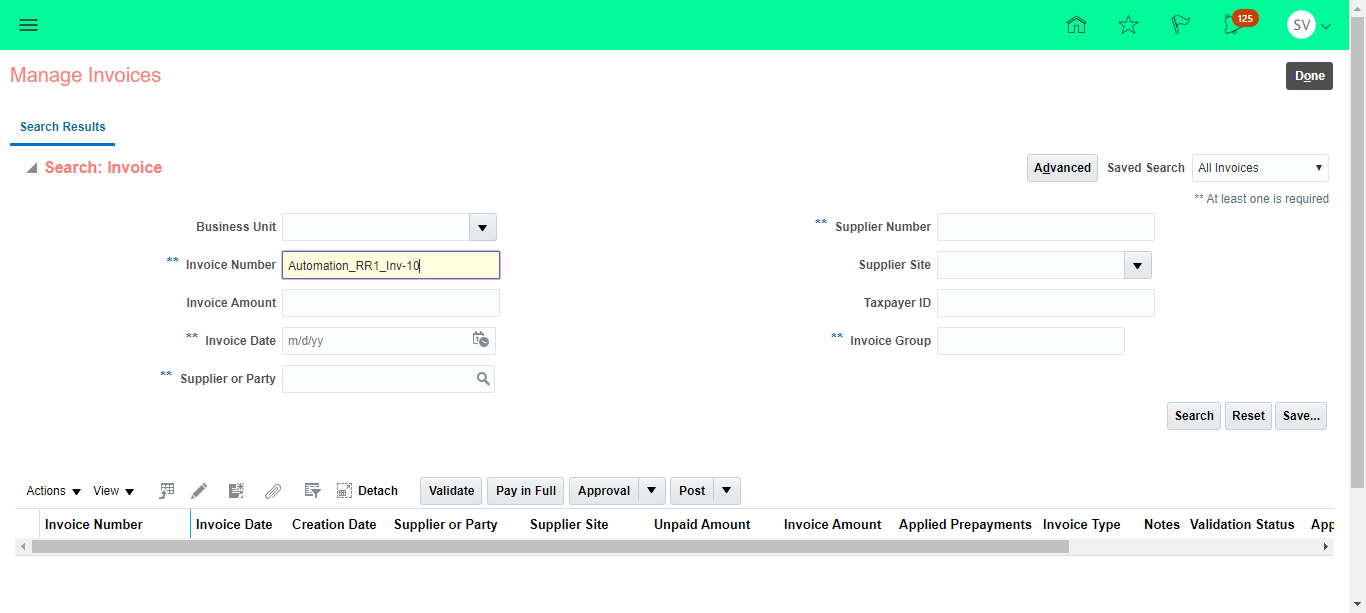 125
SV
Manage Invoices
Done
Search Results
Search: Invoice
Advanced Saved Search All Invoices
** At least one is required
Business Unit
** Supplier Number
** Invoice Number Automation_RR1_Inv-10
Supplier Site
Invoice Amount
Taxpayer ID
** Invoice Date m/d/yy
** Invoice Group
** Supplier or Party
Search Reset Save...
Actions View Detach Validate Pay in Full Approval Post
Invoice Number Invoice Date Creation Date Supplier or Party Supplier Site Unpaid Amount Invoice Amount Applied Prepayments Invoice Type Notes Validation Status App